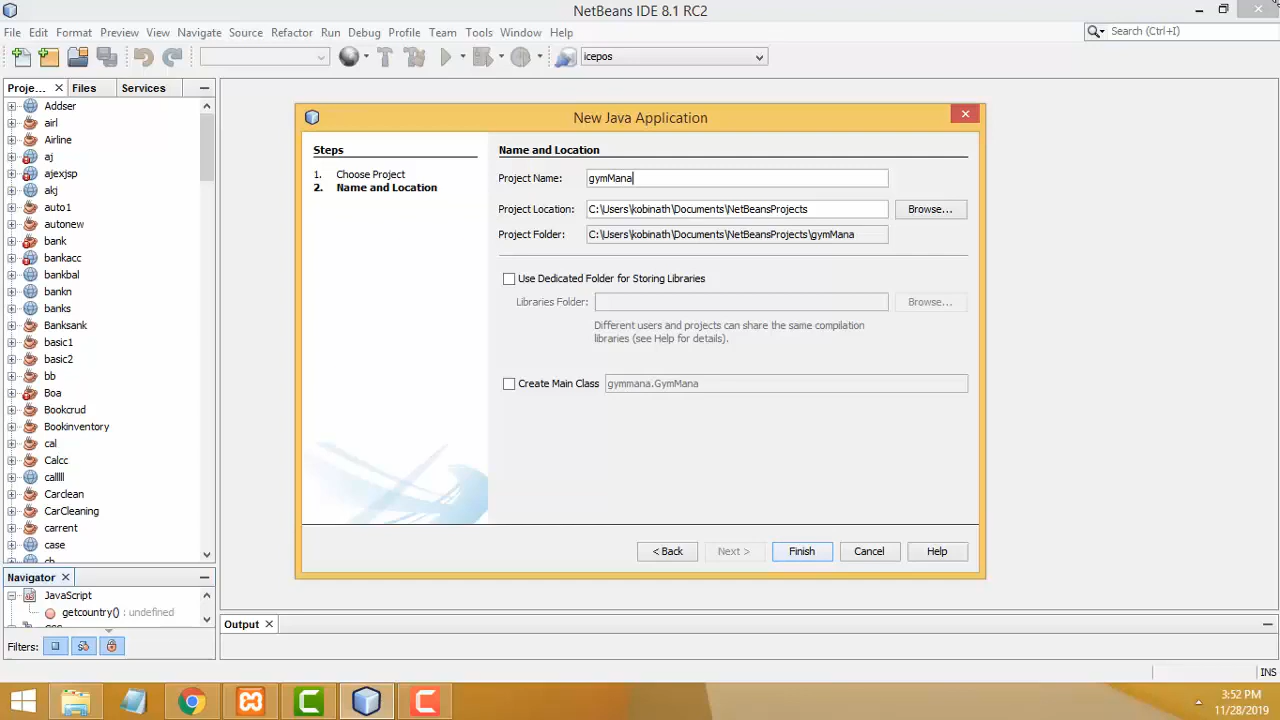 NetBeans IDE 8.1 RC2
File Edit Format Preview View Navigate Source Refactor Run Debug Profile Team Tools Window Help
Search (Ctrl+I)
icepos
Proje... Files Services
Addser
airl
Airline
aj
ajexjsp
akj
auto1
autonew
bank
bankacc
bankbal
bankn
banks
Banksank
basic1
basic2
bb
Boa
Bookcrud
Bookinventory
cal
Calcc
callll
Carclean
CarCleaning
carrent
case
ch
New Java Application
Steps
1. Choose Project
2. Name and Location
Name and Location
Project Name: gymMana
Project Location: C:\Users\kobinath\Documents\NetBeansProjects Browse...
Project Folder: C:\Users\kobinath\Documents\NetBeansProjects\gymMana
Use Dedicated Folder for Storing Libraries
Libraries Folder: Browse...
Different users and projects can share the same compilation
libraries (see Help for details).
Create Main Class gymmana.GymMana
< Back Next > Finish Cancel Help
Navigator
JavaScript
getcountry() : undefined
Filters:
Output
INS
3:52 PM
11/28/2019